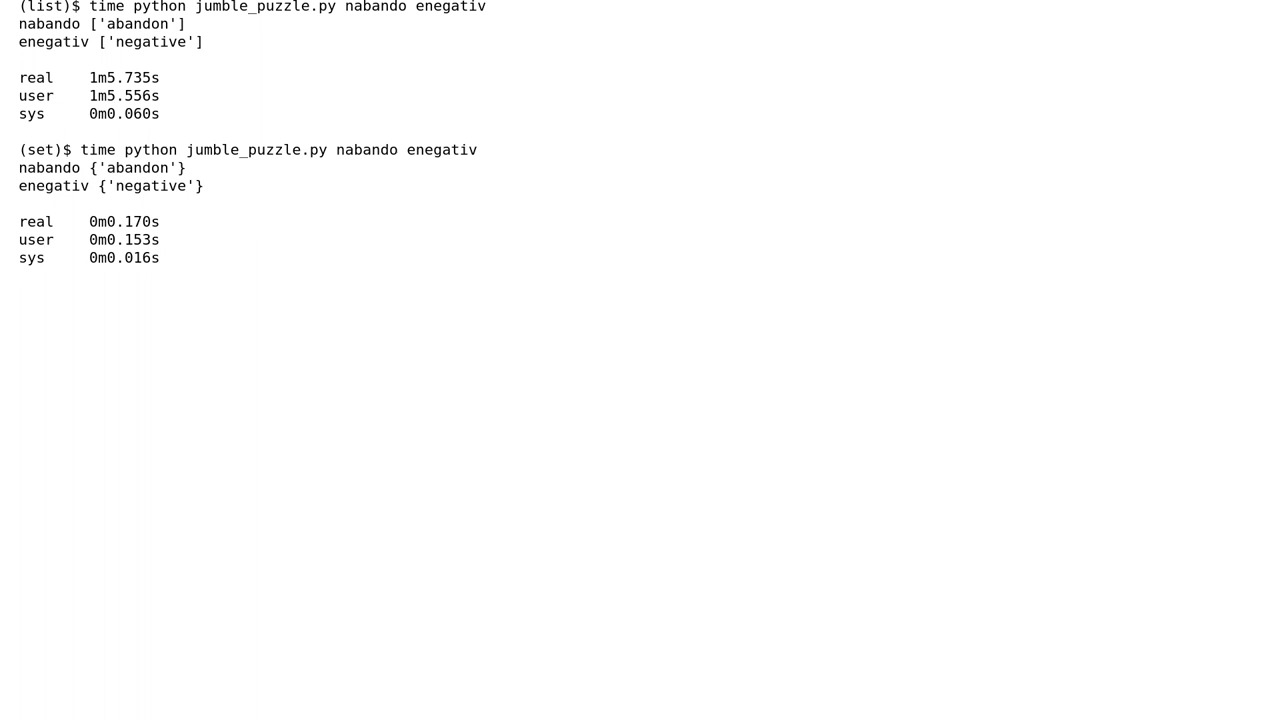 (list)$ time python jumble_puzzle.py nabando enegativ
nabando ['abandon']
enegativ ['negative']
real 1m5.735s
user 1m5.556s
sys 0m0.060s
(set)$ time python jumble_puzzle.py nabando enegativ
nabando {'abandon'}
enegativ {'negative'}
real 0m0.170s
user 0m0.153s
sys 0m0.016s